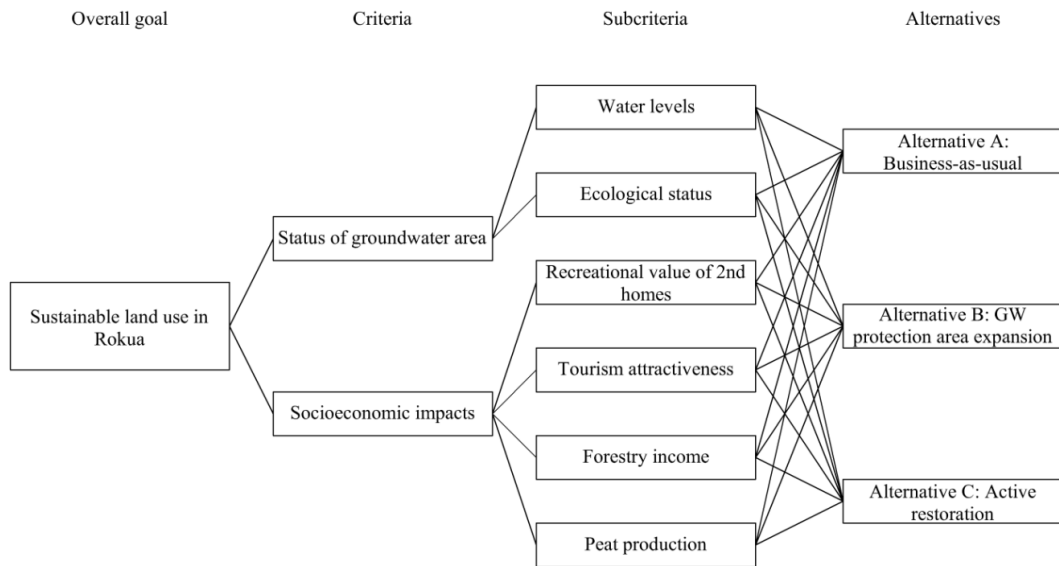 Overall goal
Criteria
Subcriteria
Alternatives
Sustainable land use in
Rokua
Status of groundwater area
Socioeconomic impacts
Water levels
Ecological status
Recreational value of 2nd
homes
Tourism attractiveness
Forestry income
Peat production
Alternative A:
Business-as-usual
Alternative B: GW
protection area expansion
Alternative C: Active
restoration